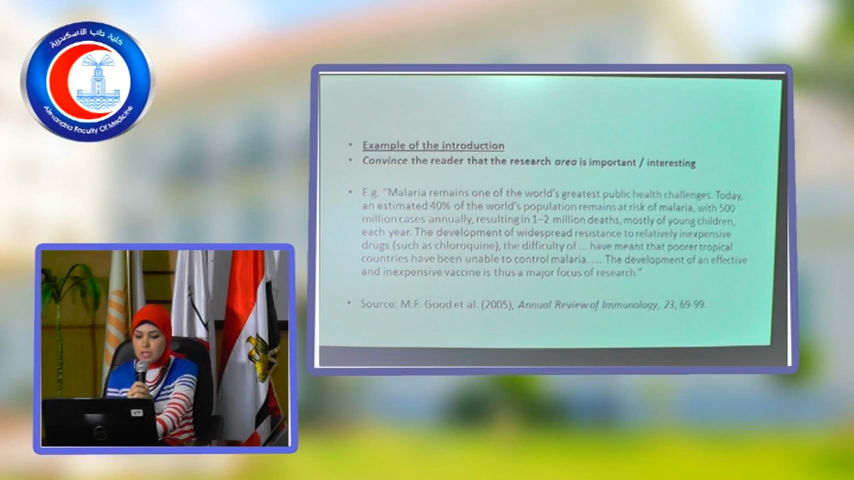 كلية طب الأسكندرية
Alexandria Faculty Of Medicine
• Example of the introduction
• Convince the reader that the research area is important / interesting
• E.g. "Malaria remains one of the world's greatest public health challenges. Today,
an estimated 40% of the world's population remains at risk of malaria, with 500
million cases annually, resulting in 1–2 million deaths, mostly of young children,
each year. The development of widespread resistance to relatively inexpensive
drugs (such as chloroquine), the difficulty of ... have meant that poorer tropical
countries have been unable to control malaria. .... The development of an effective
and inexpensive vaccine is thus a major focus of research."
• Source: M.F. Good et al. (2005), Annual Review of Immunology, 23, 69-99.